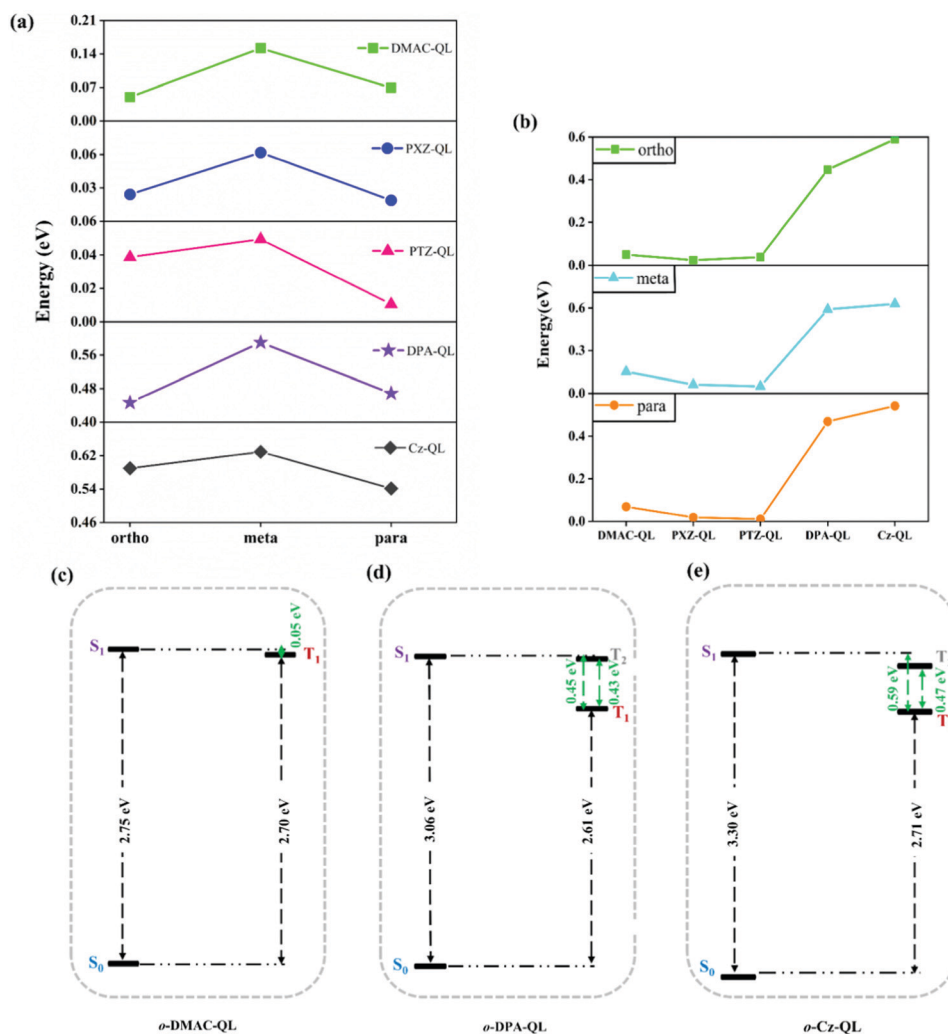 (a)
Energy (eV)
0.21
0.14
0.07
0.00
DMAC-QL
0.06
0.03
PXZ-QL
0.06
0.04
0.02
0.00
PTZ-QL
0.56
0.48
0.40
DPA-QL
0.62
0.54
0.46
Cz-QL
ortho meta para
(b)
Energy(eV)
0.6
0.4
0.2
0.0
ortho
0.6
0.3
0.0
meta
0.4
0.2
0.0
para
DMAC-QL PXZ-QL PTZ-QL DPA-QL Cz-QL
(c)
S1
T1
0.05 eV
2.75 eV
2.70 eV
S0
o-DMAC-QL
(d)
S1
T2
0.45 eV
0.43 eV
T1
3.06 eV
2.61 eV
S0
o-DPA-QL
(e)
S1
T
0.59 eV
0.47 eV
T
3.30 eV
2.71 eV
S0
o-Cz-QL